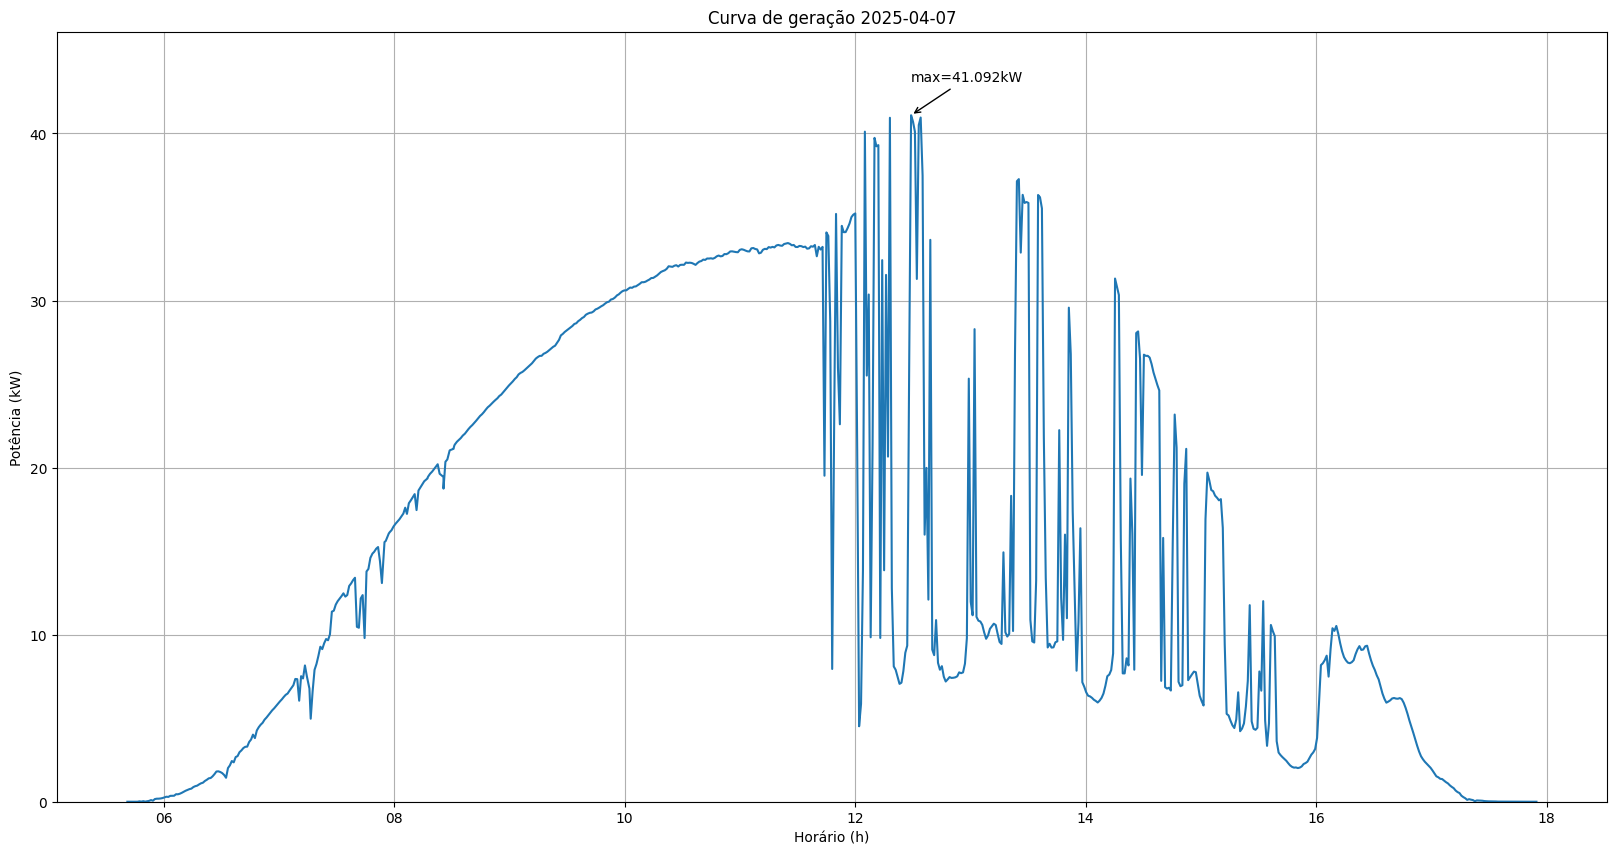 Curva de geração 2025-04-07
max=41.092kW
Potência (kW)
40
30
20
10
0
06 08 10 12 14 16 18
Horário (h)